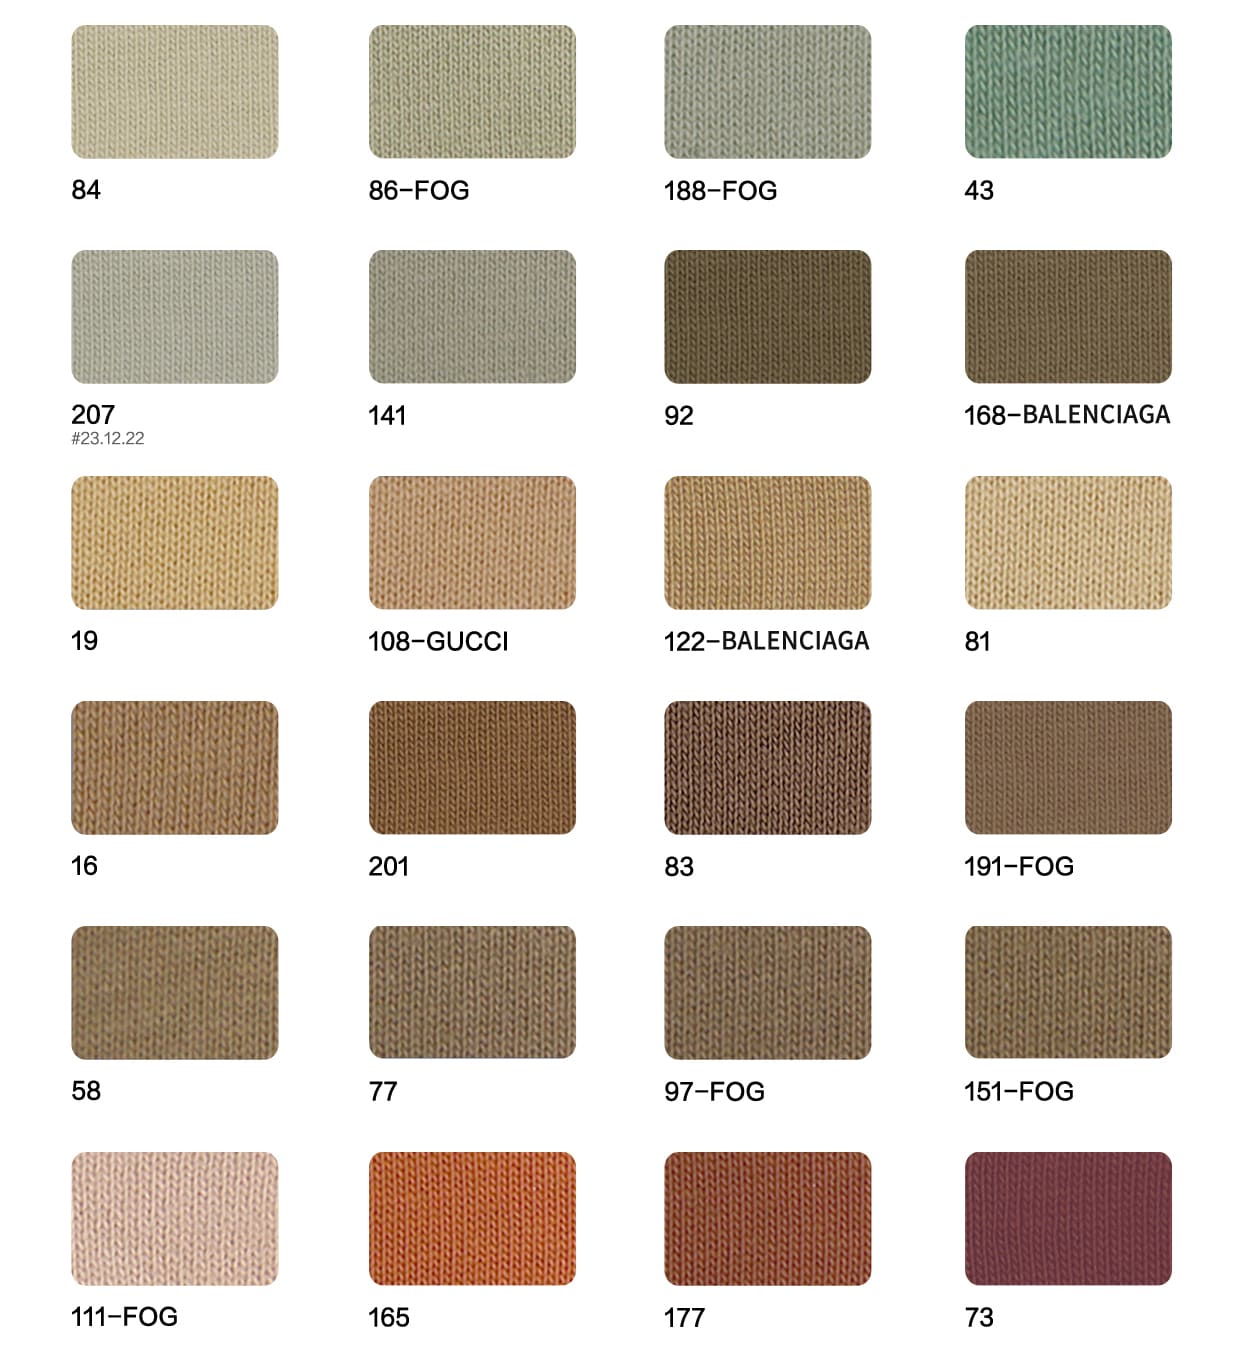 84
86-FOG
188-FOG
43
207
#23.12.22
141
92
168-BALENCIAGA
19
108-GUCCI
122-BALENCIAGA
81
16
201
83
191-FOG
58
77
97-FOG
151-FOG
111-FOG
165
177
73